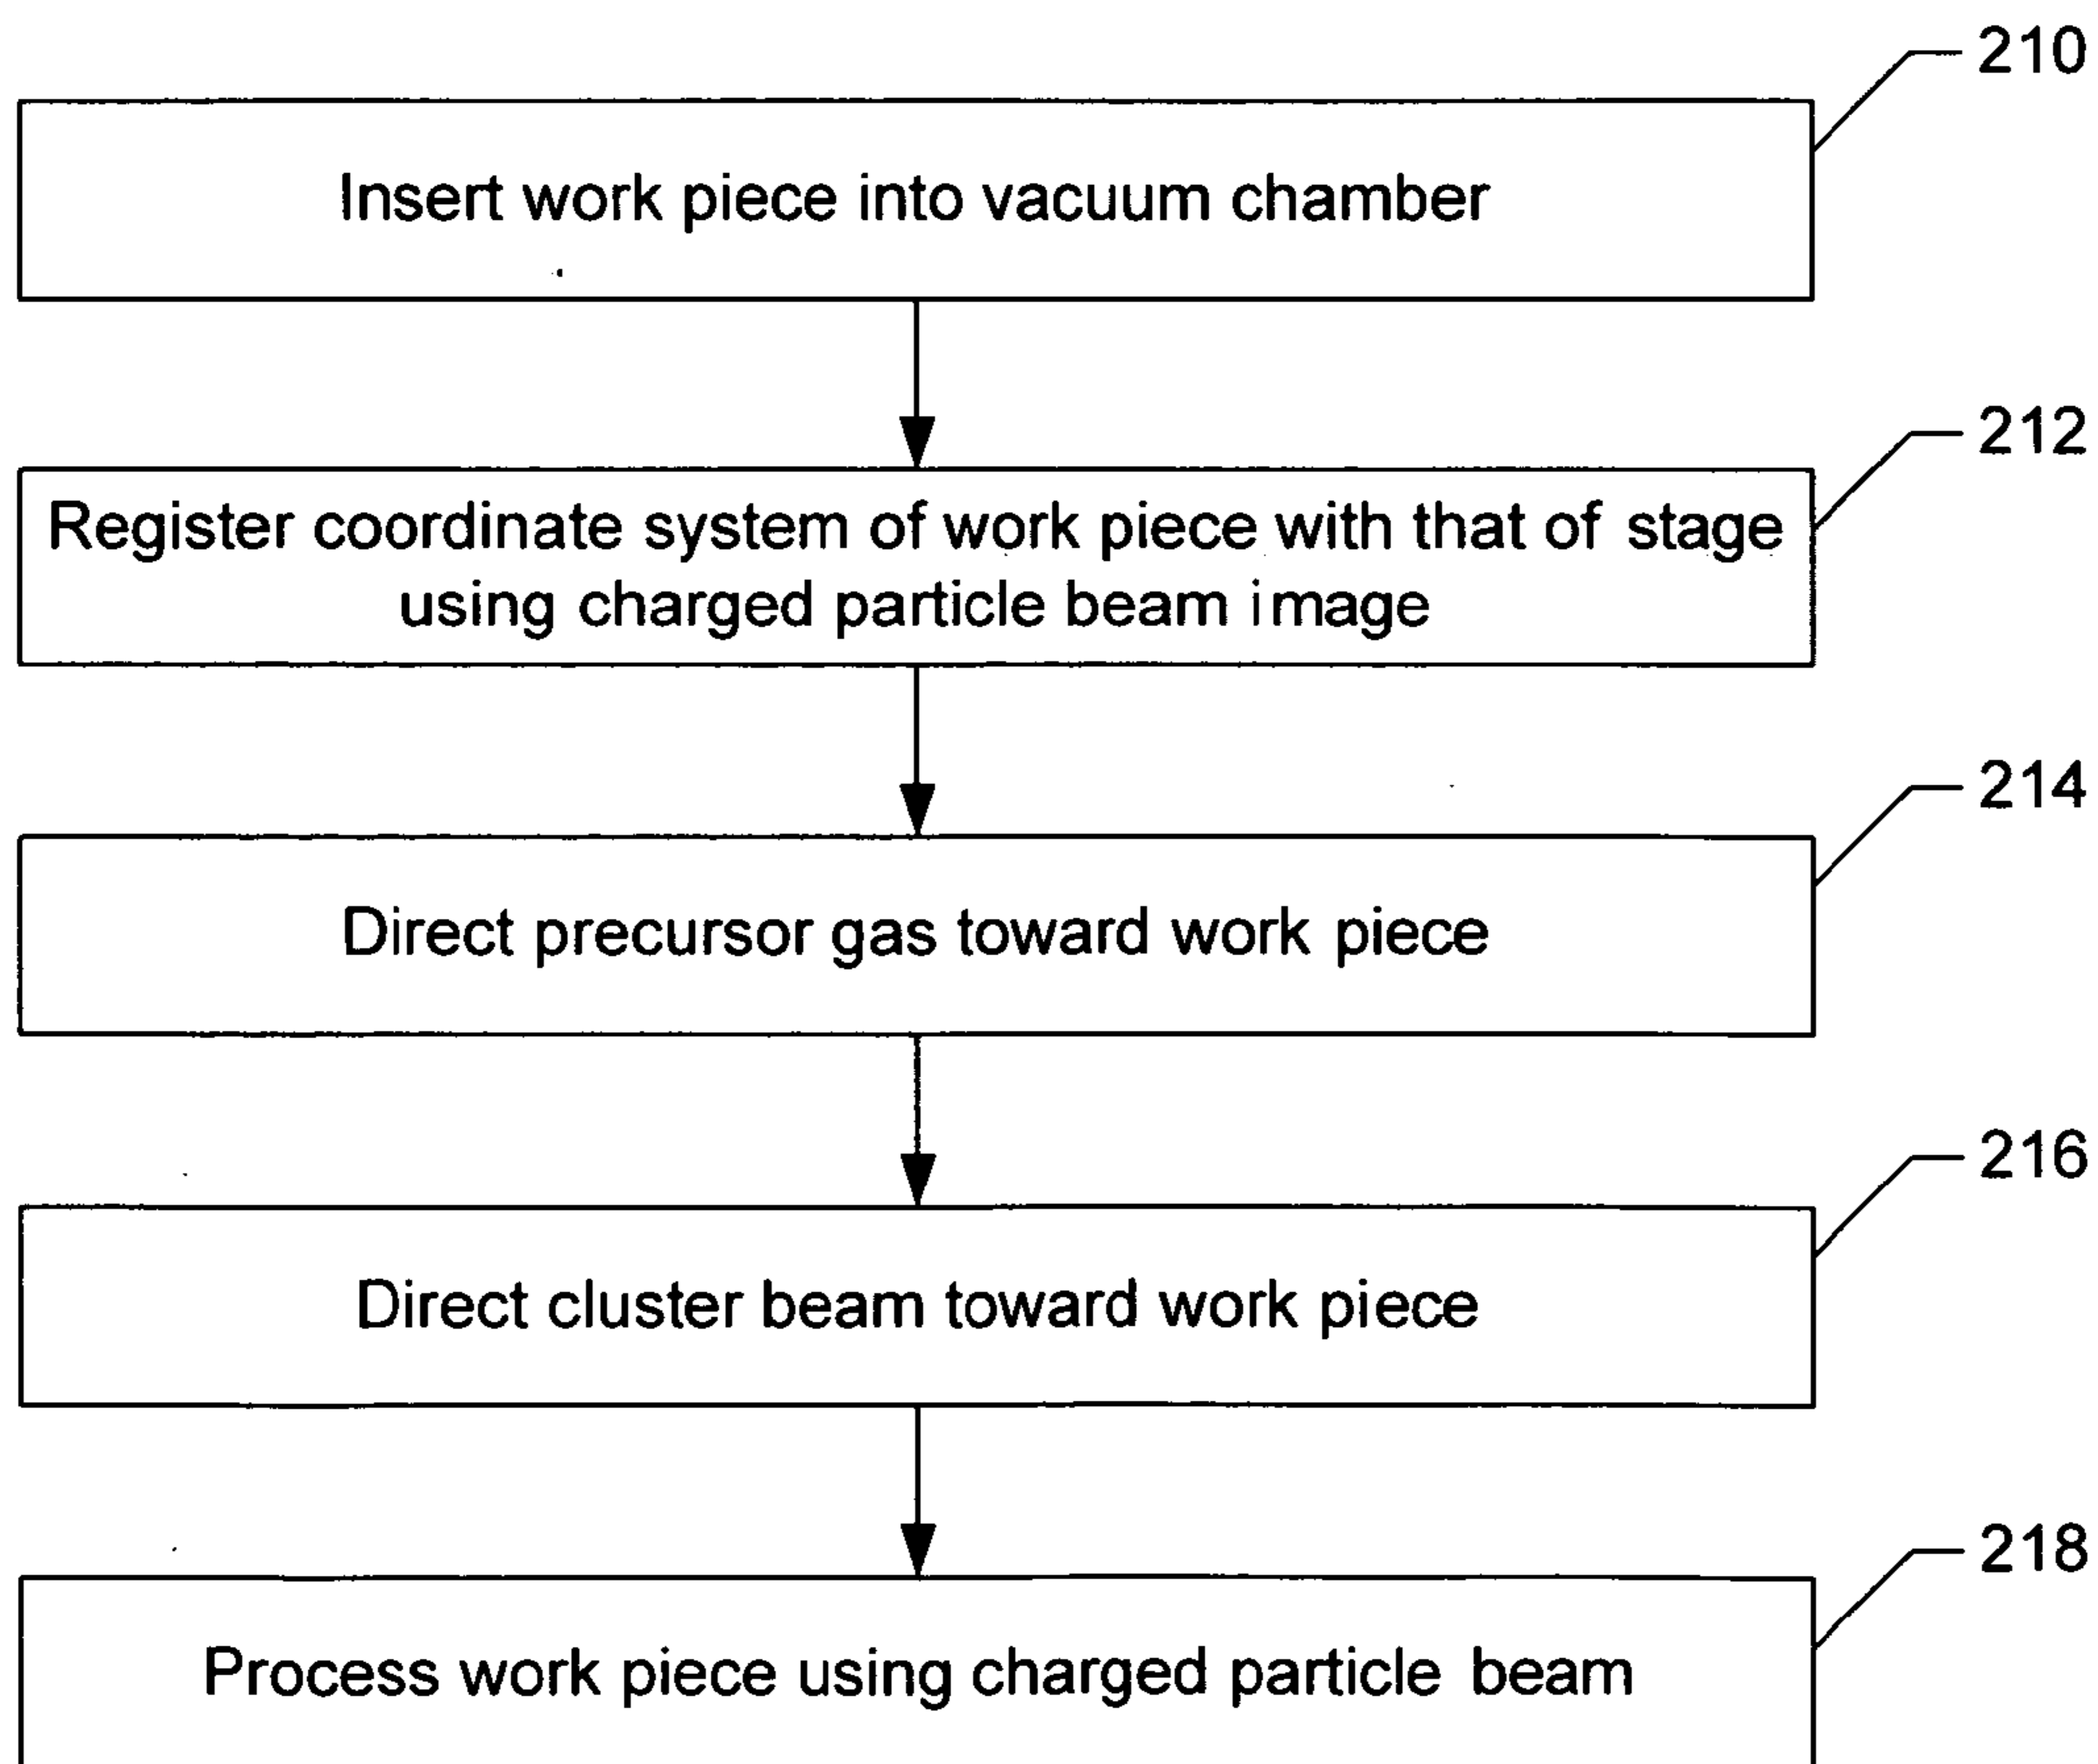 210
Insert work piece into vacuum chamber
212
Register coordinate system of work piece with that of stage
using charged particle beam image
214
Direct precursor gas toward work piece
216
Direct cluster beam toward work piece
218
Process work piece using charged particle beam